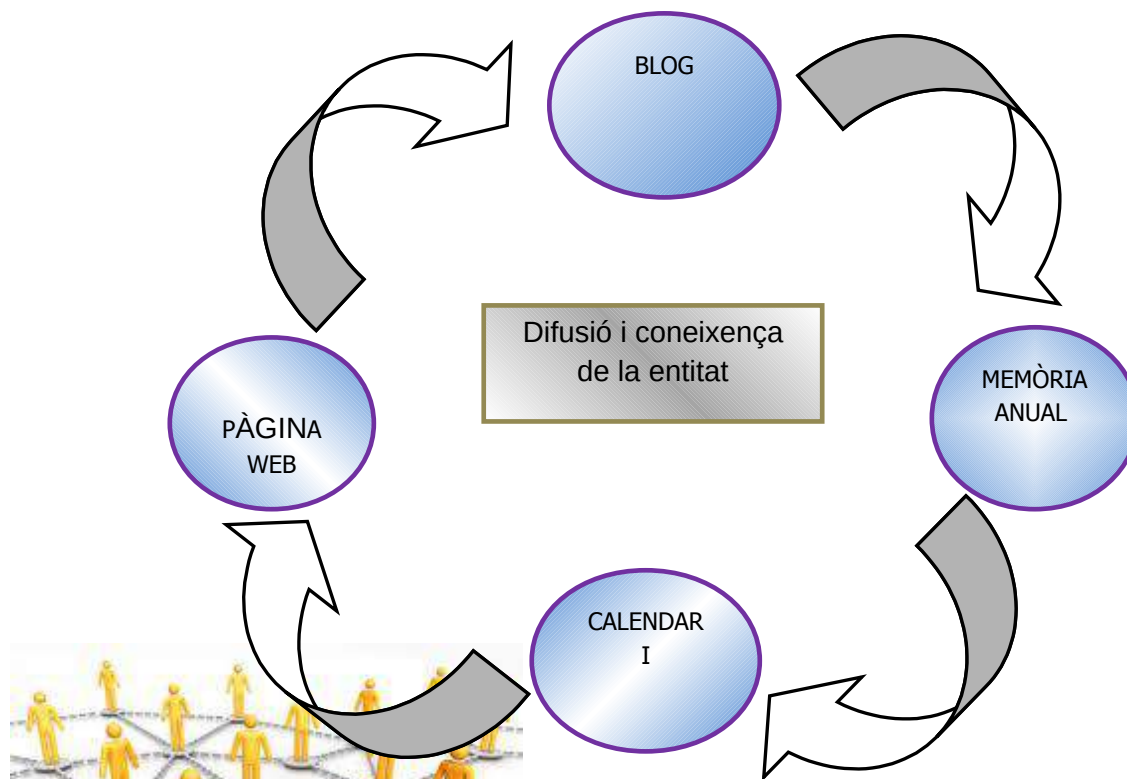 BLOG
Difusió i coneixença
de la entitat
MEMÒRIA
ANUAL
PÀGINA
WEB
CALENDAR
I